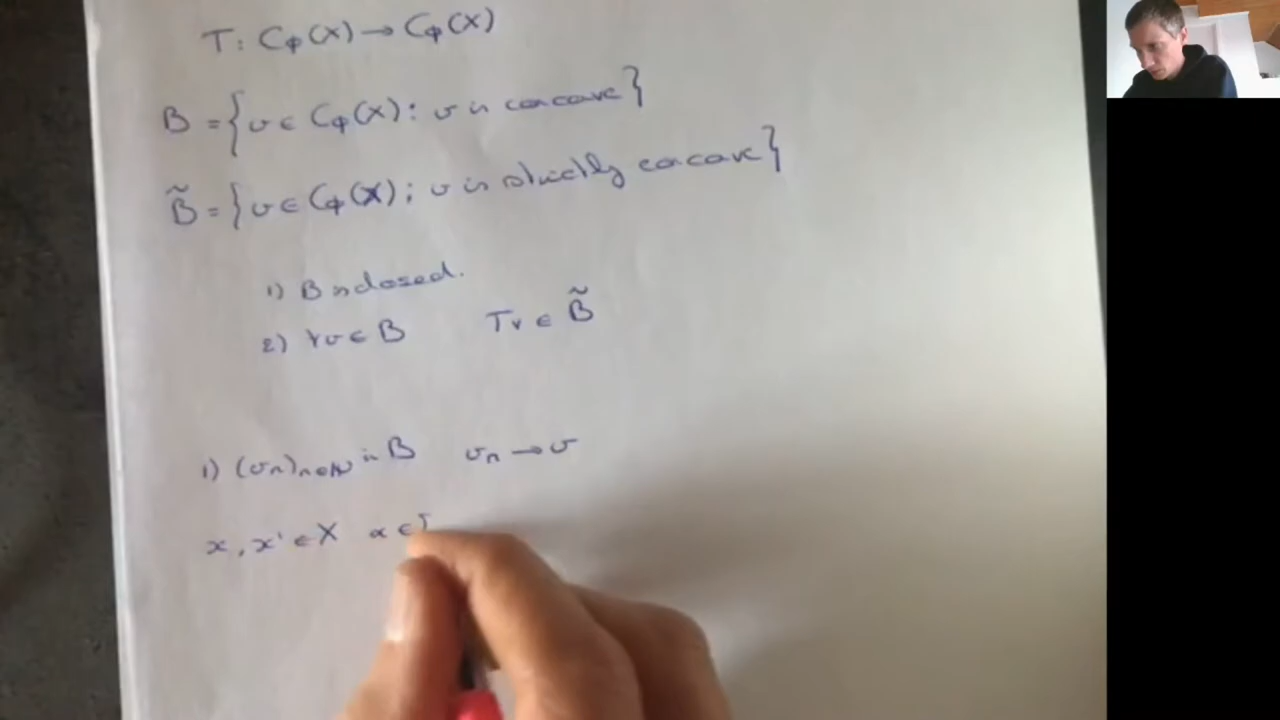 T: Cφ(X) → Cφ(X)
B = {v ∈ Cφ(X): v is concave}
B̃ = {v ∈ Cφ(X); v is strictly concave}
1) B is closed.
2) ∀v ∈ B Tv ∈ B̃
1) (vn)n∈N in B vn → v
x, x' ∈ X α ∈ [